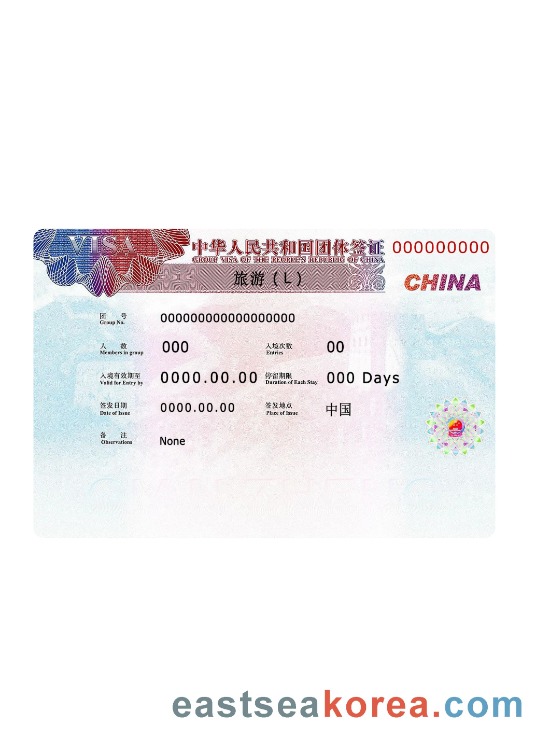 VISA
中华人民共和国团体签证 000000000
GROUP VISA OF THE PEOPLE'S REPUBLIC OF CHINA
旅游(L)
CHINA
团 号
Group No.
000000000000000000
人 数
Members in group
000
入境次数
Entries
00
入境有效期至
Valid for Entry by
0000.00.00
停留期限
Duration of Each Stay
000 Days
签发日期
Date of Issue
0000.00.00
签发地点
Place of Issue
中国
备 注
Observations
None
eastseakorea.com